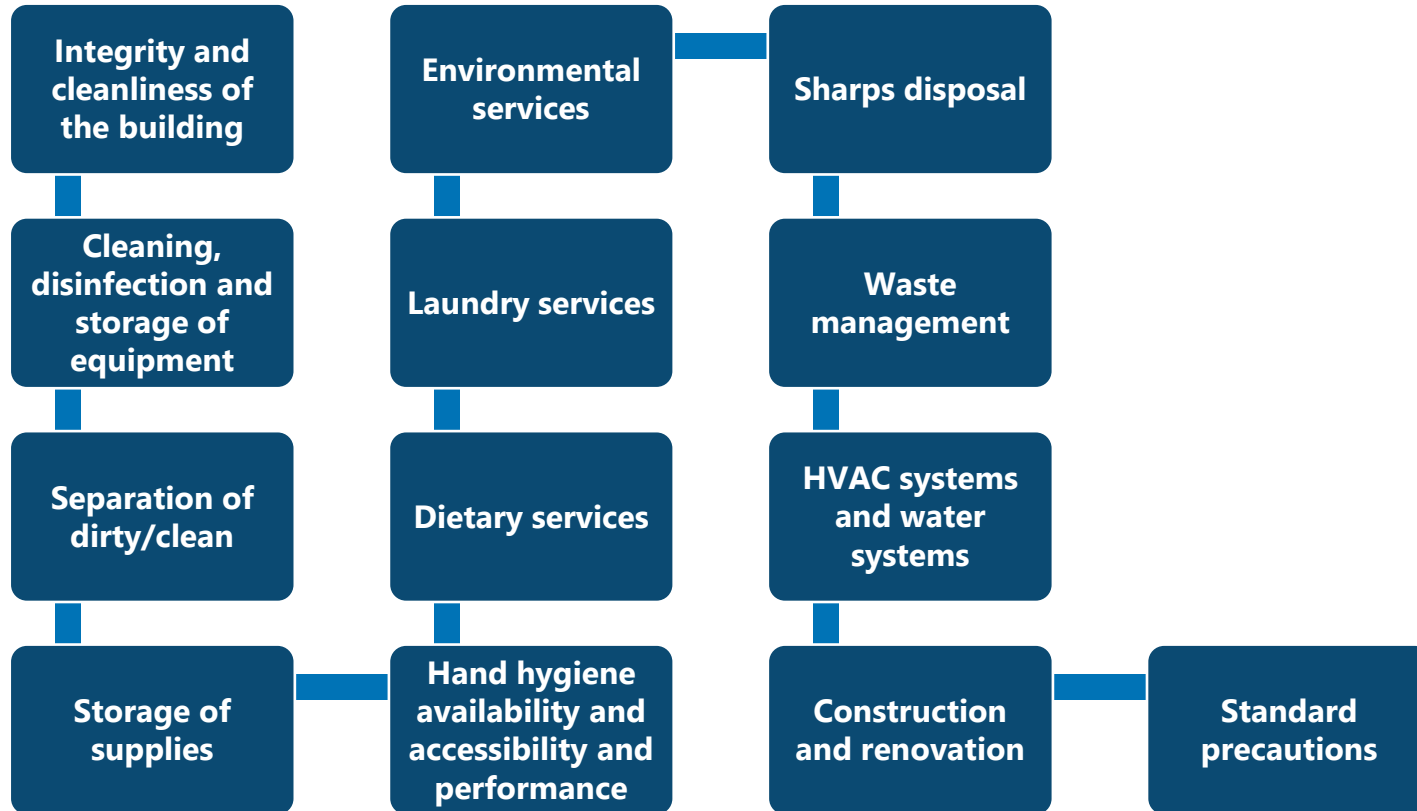 Integrity and
cleanliness of
the building
Cleaning,
disinfection and
storage of
equipment
Separation of
dirty/clean
Storage of
supplies
Hand hygiene
availability and
accessibility and
performance
Dietary services
Laundry services
Environmental
services
Sharps disposal
Waste
management
HVAC systems
and water
systems
Construction
and renovation
Standard
precautions